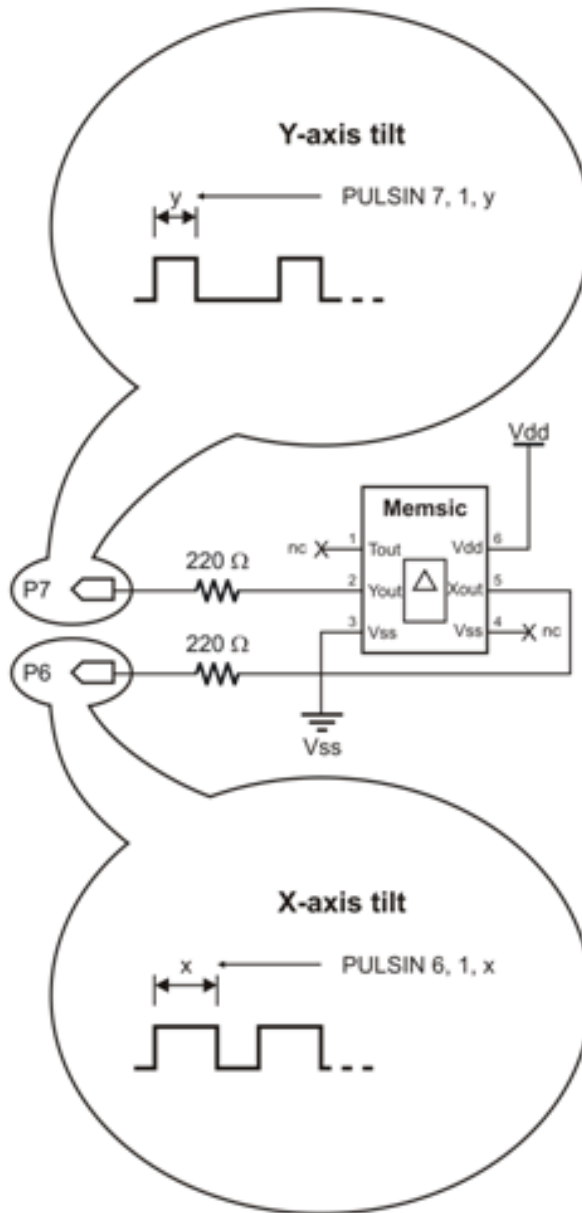 Y-axis tilt
y
PULSIN 7, 1, y
Vdd
Memsic
nc
1
Tout
Vdd
6
P7
220 Ω
2
Yout
Xout
5
3
Vss
Vss
4
nc
P6
220 Ω
Vss
X-axis tilt
x
PULSIN 6, 1, x